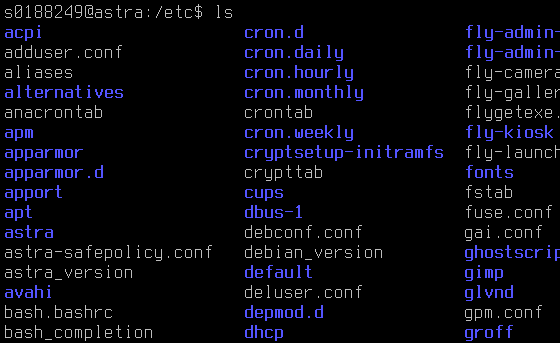 s0188249@astra:/etc$ ls
acpi cron.d fly-admin-
adduser.conf cron.daily fly-admin-
aliases cron.hourly fly-camera
alternatives cron.monthly fly-galler
anacrontab crontab flygetexe.
apm cron.weekly fly-kiosk
apparmor cryptsetup-initramfs fly-launch
apparmor.d crypttab fonts
apport cups fstab
apt dbus-1 fuse.conf
astra debconf.conf gai.conf
astra-safepolicy.conf debian_version ghostscrip
astra_version default gimp
avahi deluser.conf glvnd
bash.bashrc depmod.d gpm.conf
bash_completion dhcp groff